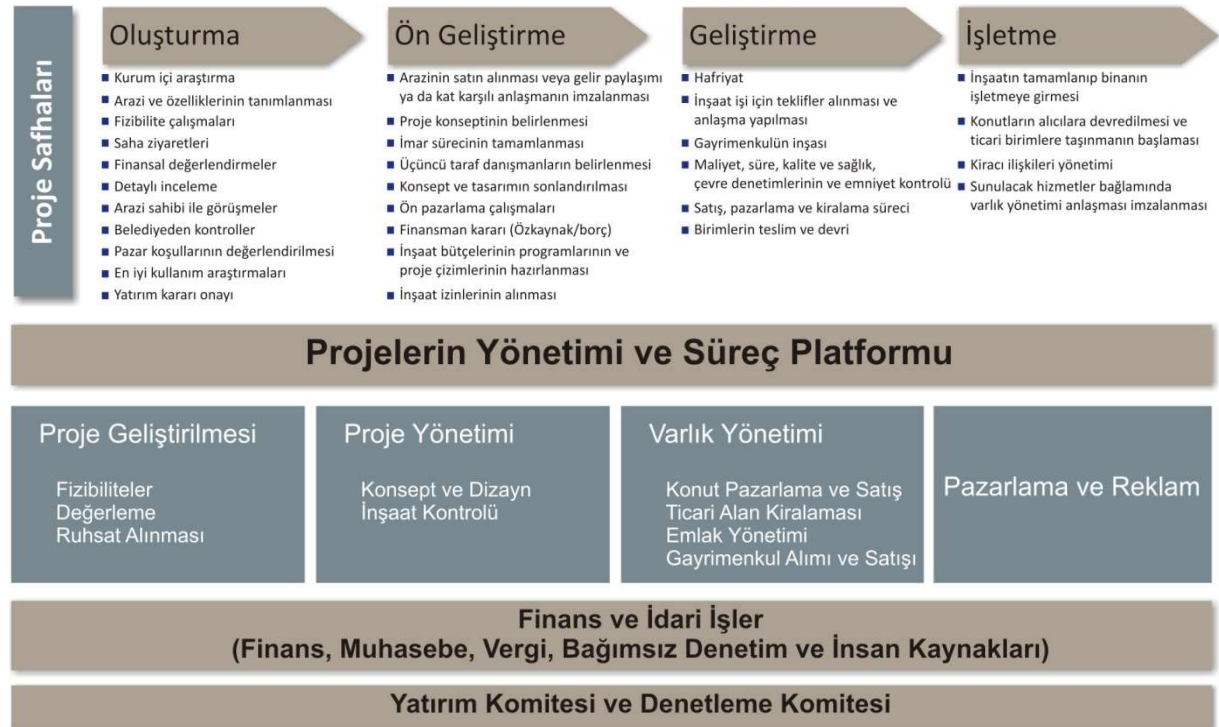 Proje Safhaları
Oluşturma
■ Kurum içi araştırma
■ Arazi ve özelliklerinin tanımlanması
■ Fizibilite çalışmaları
■ Saha ziyaretleri
■ Finansal değerlendirmeler
■ Detaylı inceleme
■ Arazi sahibi ile görüşmeler
■ Belediyeden kontroller
■ Pazar koşullarının değerlendirilmesi
■ En iyi kullanım araştırmaları
■ Yatırım kararı onayı
Ön Geliştirme
■ Arazinin satın alınması veya gelir paylaşımı
ya da kat karşılı anlaşmanın imzalanması
■ Proje konseptinin belirlenmesi
■ İmar sürecinin tamamlanması
■ Üçüncü taraf danışmanların belirlenmesi
■ Konsept ve tasarımın sonlandırılması
■ Ön pazarlama çalışmaları
■ Finansman kararı (Özkaynak/borç)
■ İnşaat bütçelerinin programlarının ve
proje çizimlerinin hazırlanması
■ İnşaat izinlerinin alınması
Geliştirme
■ Hafriyat
■ İnşaat işi için teklifler alınması ve
anlaşma yapılması
■ Gayrimenkulün inşası
■ Maliyet, süre, kalite ve sağlık,
çevre denetimlerinin ve emniyet kontrolü
■ Satış, pazarlama ve kiralama süreci
■ Birimlerin teslim ve devri
İşletme
■ İnşaatın tamamlanıp binanın
işletmeye girmesi
■ Konutların alıcılara devredilmesi ve
ticari birimlere taşınmanın başlaması
■ Kiracı ilişkileri yönetimi
■ Sunulacak hizmetler bağlamında
varlık yönetimi anlaşması imzalanması
Projelerin Yönetimi ve Süreç Platformu
Proje Geliştirilmesi
Fizibiliteler
Değerleme
Ruhsat Alınması
Proje Yönetimi
Konsept ve Dizayn
İnşaat Kontrolü
Varlık Yönetimi
Konut Pazarlama ve Satış
Ticari Alan Kiralaması
Emlak Yönetimi
Gayrimenkul Alımı ve Satışı
Pazarlama ve Reklam
Finans ve İdari İşler
(Finans, Muhasebe, Vergi, Bağımsız Denetim ve İnsan Kaynakları)
Yatırım Komitesi ve Denetleme Komitesi